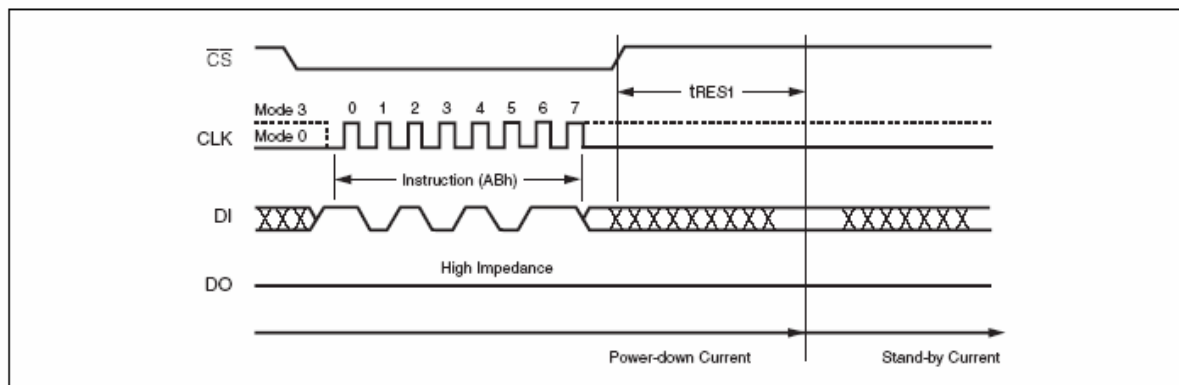 CS
tRES1
Mode 3
0 1 2 3 4 5 6 7
CLK
Mode 0
Instruction (ABh)
DI
High Impedance
DO
Power-down Current
Stand-by Current